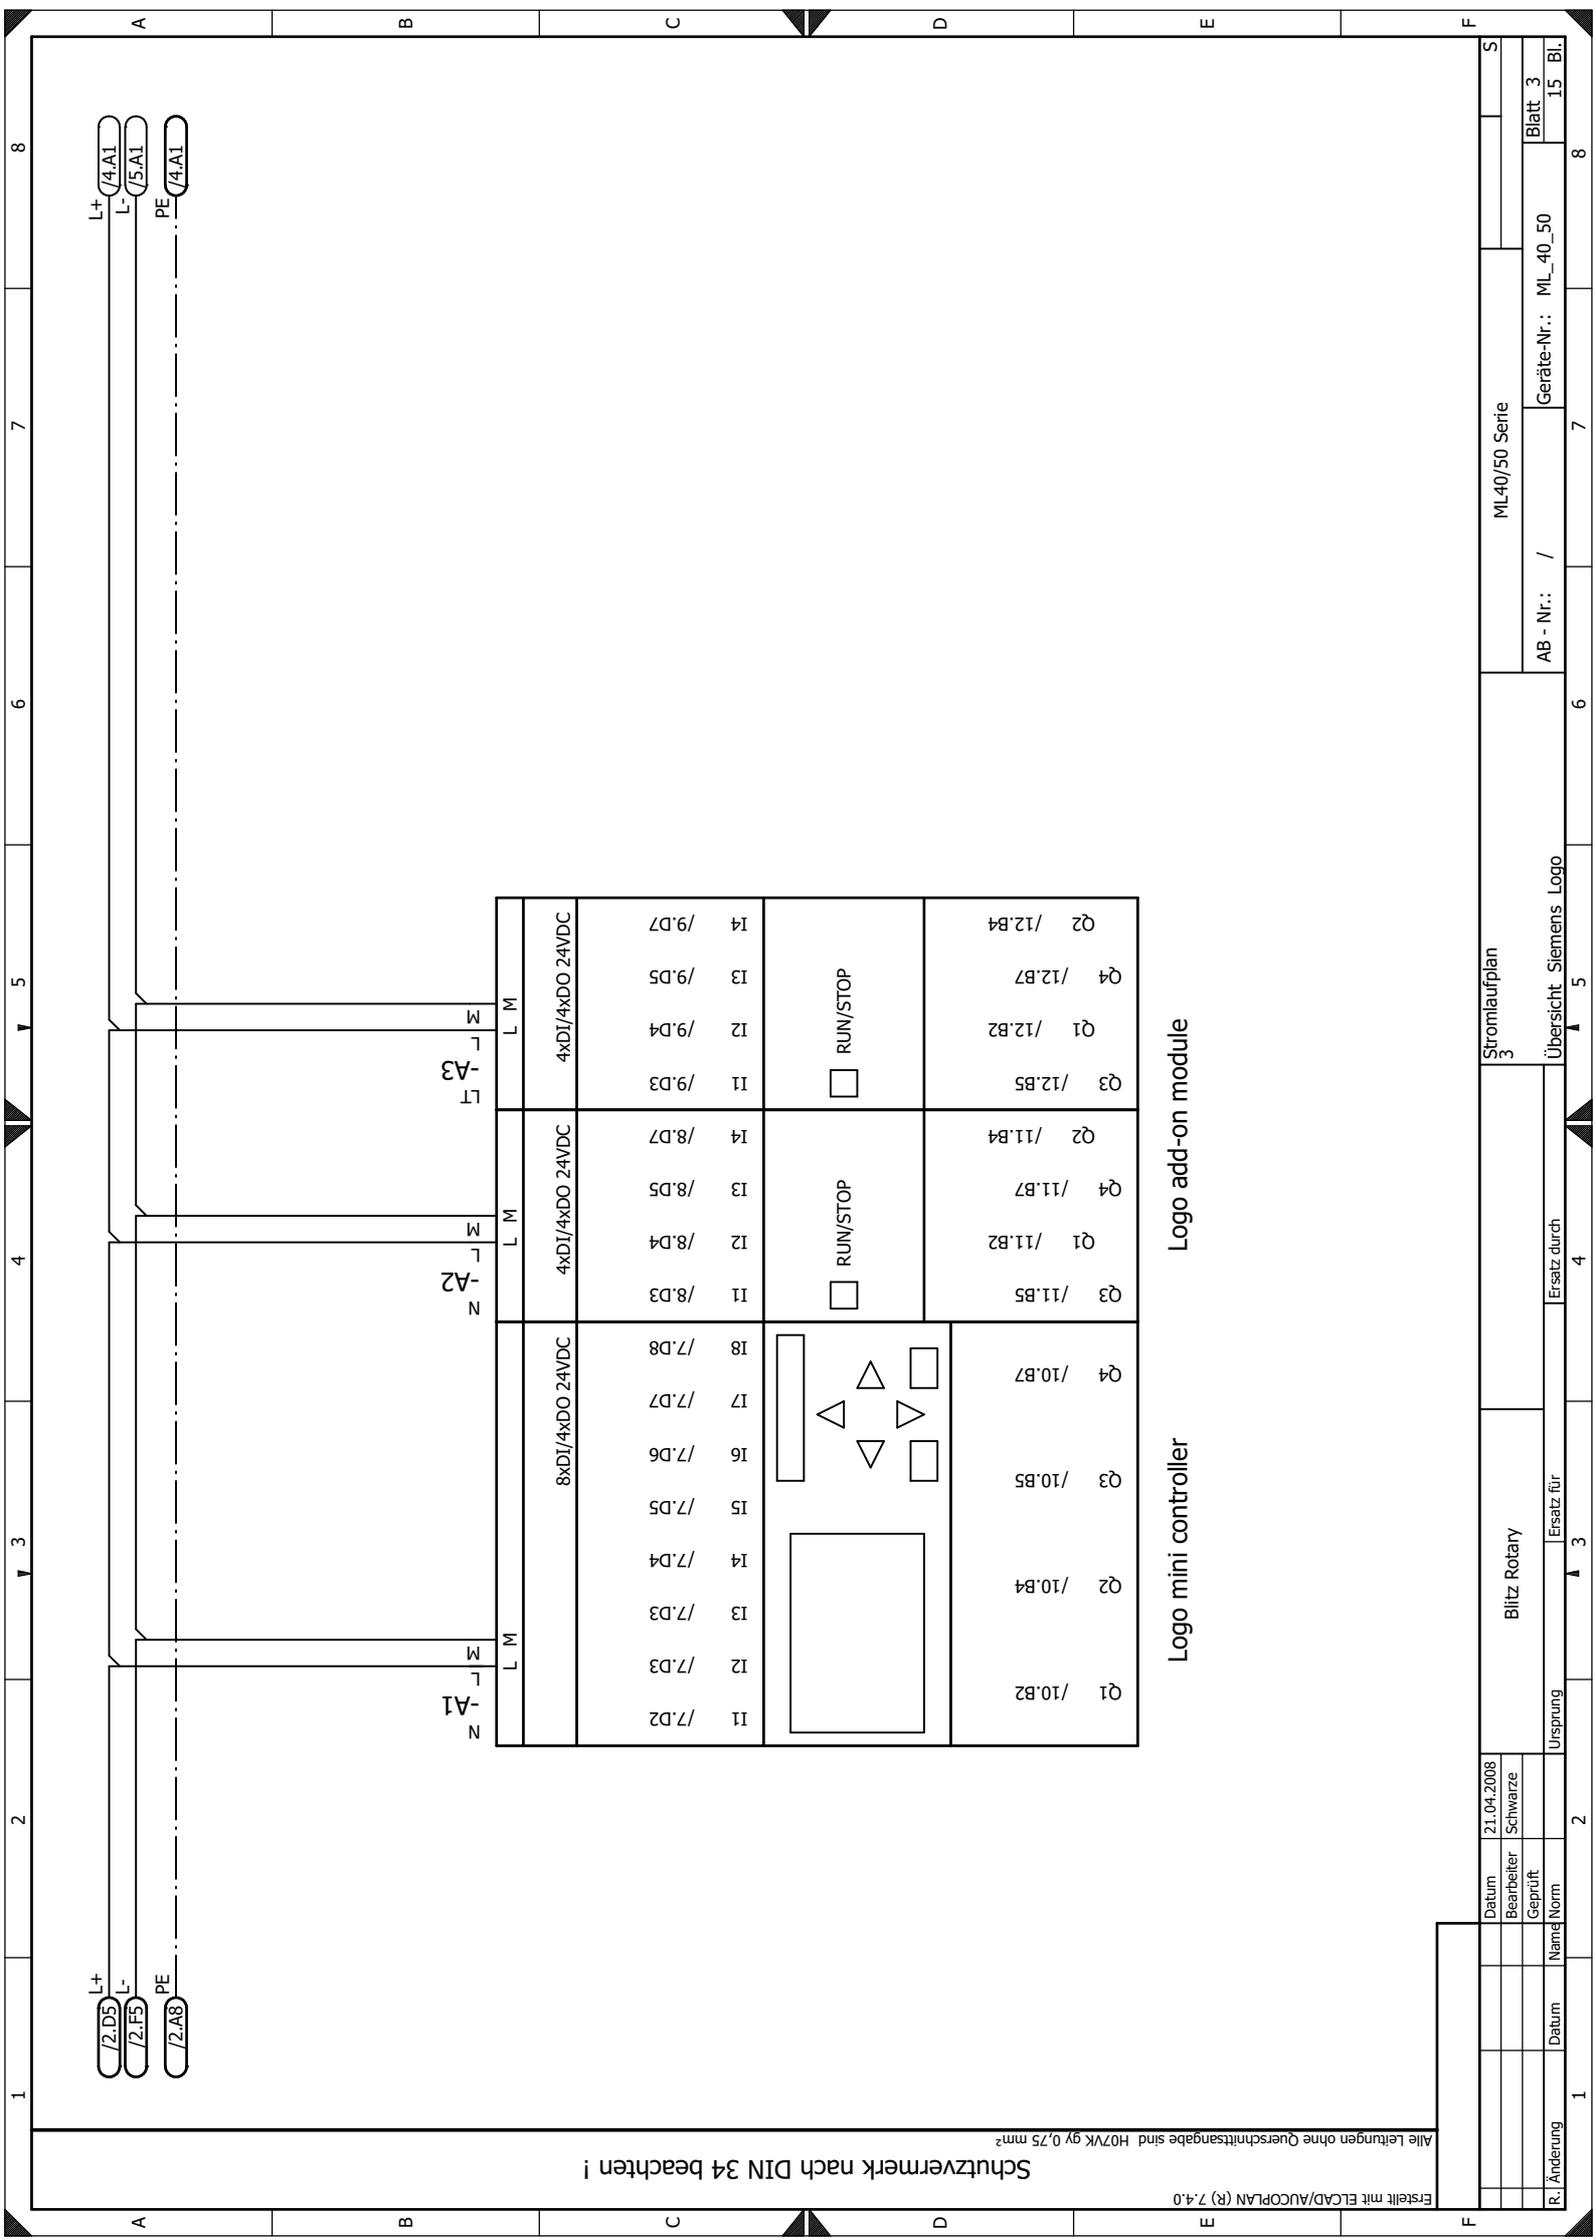 1 2 3 4 5 6 7 8
A
A
/2.D5 L+
L+ /4.A1
/2.F5 L-
L- /5.A1
/2.A8 PE
PE /4.A1
B
B
N -A1 L M
N -A2 L M
LT -A3 L M
L M
L M
L M
8xDI/4xDO 24VDC
4xDI/4xDO 24VDC
4xDI/4xDO 24VDC
C
C
/7.D2 /7.D3 /7.D3 /7.D4 /7.D5 /7.D6 /7.D7 /7.D8
/8.D3 /8.D4 /8.D5 /8.D7
/9.D3 /9.D4 /9.D5 /9.D7
I1 I2 I3 I4 I5 I6 I7 I8
I1 I2 I3 I4
I1 I2 I3 I4
RUN/STOP
RUN/STOP
D
D
/10.B2 /10.B4 /10.B5 /10.B7
/11.B5 /11.B2 /11.B7 /11.B4
/12.B5 /12.B2 /12.B7 /12.B4
Q1 Q2 Q3 Q4
Q3 Q1 Q4 Q2
Q3 Q1 Q4 Q2
Logo mini controller
Logo add-on module
E
E
F
F
Schutzvermerk nach DIN 34 beachten !
Alle Leitungen ohne Querschnittsangabe sind H07VK gy 0,75 mm²
Erstellt mit ELCAD/AUCOPLAN (R) 7.4.0
Datum 21.04.2008
Bearbeiter Schwarze
Geprüft
R. Änderung Datum Name Norm
Blitz Rotary
Ursprung Ersatz für Ersatz durch
Stromlaufplan
3
Übersicht Siemens Logo
ML40/50 Serie
S
AB - Nr.: /
Geräte-Nr.: ML_40_50
Blatt 3
15 Bl.
1 2 3 4 5 6 7 8